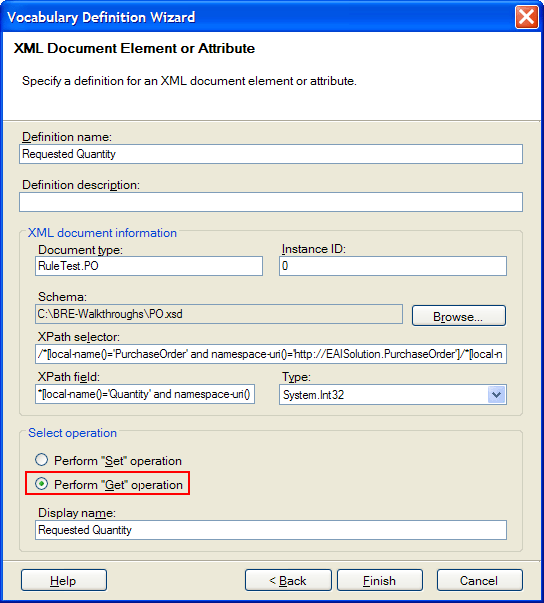 Vocabulary Definition Wizard
XML Document Element or Attribute
Specify a definition for an XML document element or attribute.
Definition name:
Requested Quantity
Definition description:
XML document information
Document type:
Instance ID:
RuleTest.PO
0
Schema:
C:\BRE-Walkthroughs\PO.xsd
Browse...
XPath selector:
/*[local-name()='PurchaseOrder' and namespace-uri()='http://EAISolution.PurchaseOrder']/*[local-n
XPath field:
Type:
*[local-name()='Quantity' and namespace-uri()
System.Int32
Select operation
Perform "Set" operation
Perform "Get" operation
Display name:
Requested Quantity
Help
< Back
Finish
Cancel